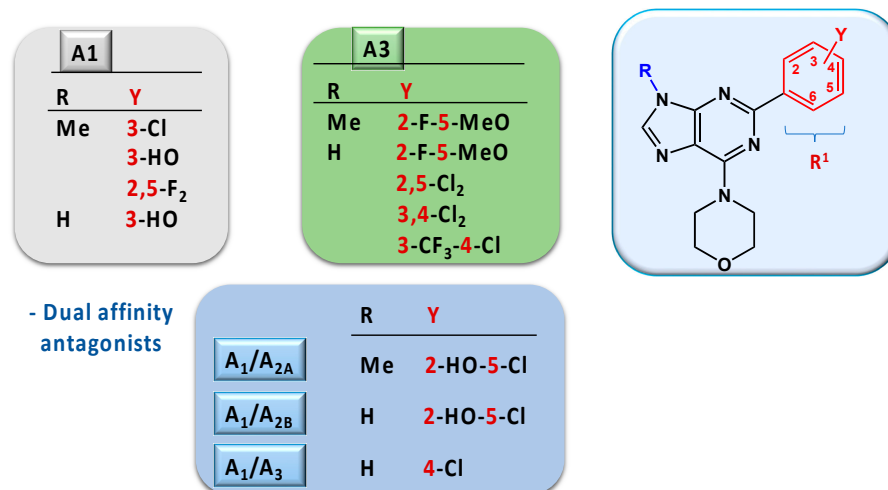 A1
R Y
Me 3-Cl
3-HO
2,5-F₂
H 3-HO
A3
R Y
Me 2-F-5-MeO
H 2-F-5-MeO
2,5-Cl₂
3,4-Cl₂
3-CF₃-4-Cl
Y
R 2 3 4
N N 6 5
N N
R¹
N
O
- Dual affinity
antagonists
R Y
A₁/A₂A Me 2-HO-5-Cl
A₁/A₂B H 2-HO-5-Cl
A₁/A₃ H 4-Cl